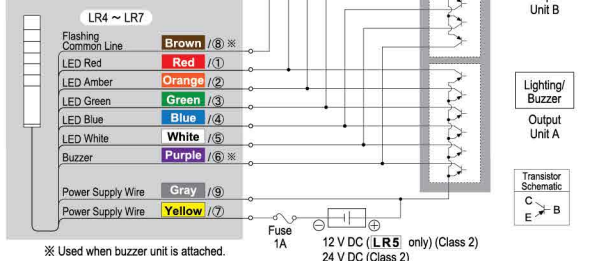 LR4 ~ LR7
Flashing
Common Line
Brown /⑧ ※
LED Red
Red /①
LED Amber
Orange /②
LED Green
Green /③
LED Blue
Blue /④
LED White
White /⑤
Buzzer
Purple /⑥ ※
Power Supply Wire
Gray /⑨
Power Supply Wire
Yellow /⑦
※ Used when buzzer unit is attached.
Fuse
1A
⊖ ⊕
12 V DC ( LR5 only) (Class 2)
24 V DC (Class 2)
Unit B
Lighting/
Buzzer
Output
Unit A
Transistor
Schematic
C
B
E